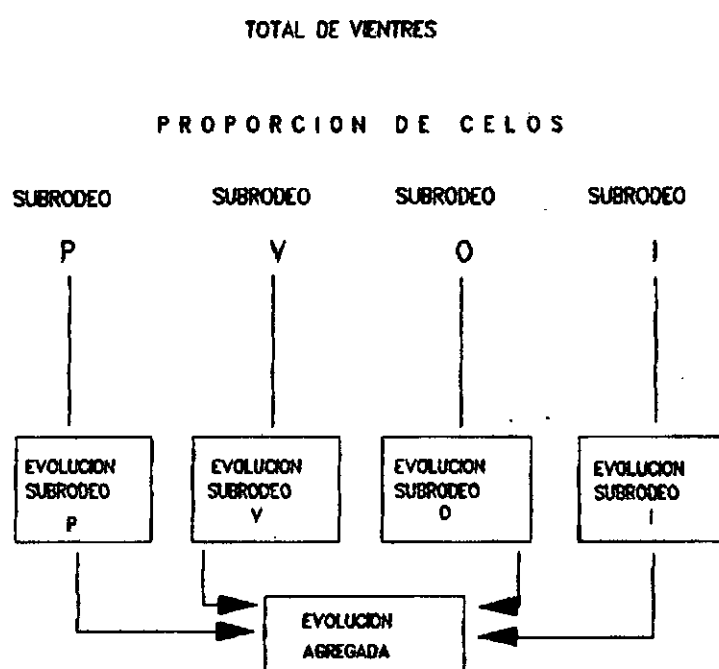 TOTAL DE VIENTRES
PROPORCION DE CELOS
SUBRODEO SUBRODEO SUBRODEO SUBRODEO
P V O I
EVOLUCION SUBRODEO P
EVOLUCION SUBRODEO V
EVOLUCION SUBRODEO O
EVOLUCION SUBRODEO I
EVOLUCION
AGREGADA